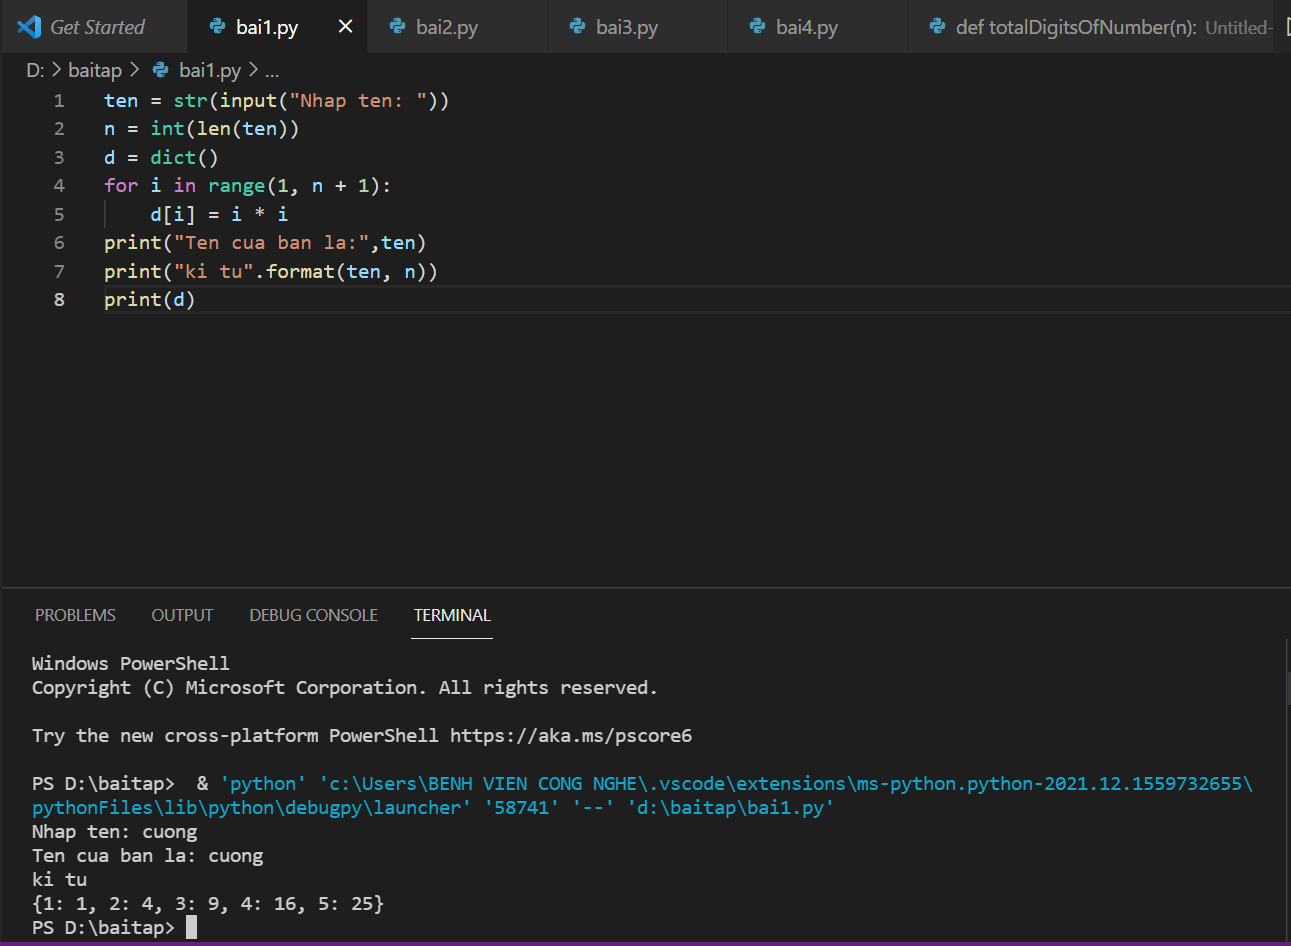 Get Started bai1.py × bai2.py bai3.py bai4.py def totalDigitsOfNumber(n): Untitled-
D: > baitap > bai1.py > ...
1 ten = str(input("Nhap ten: "))
2 n = int(len(ten))
3 d = dict()
4 for i in range(1, n + 1):
5     d[i] = i * i
6 print("Ten cua ban la:",ten)
7 print("ki tu".format(ten, n))
8 print(d)
PROBLEMS OUTPUT DEBUG CONSOLE TERMINAL
Windows PowerShell
Copyright (C) Microsoft Corporation. All rights reserved.
Try the new cross-platform PowerShell https://aka.ms/pscore6
PS D:\baitap>  & 'python' 'c:\Users\BENH VIEN CONG NGHE\.vscode\extensions\ms-python.python-2021.12.1559732655\
pythonFiles\lib\python\debugpy\launcher' '58741' '--' 'd:\baitap\bai1.py'
Nhap ten: cuong
Ten cua ban la: cuong
ki tu
{1: 1, 2: 4, 3: 9, 4: 16, 5: 25}
PS D:\baitap>